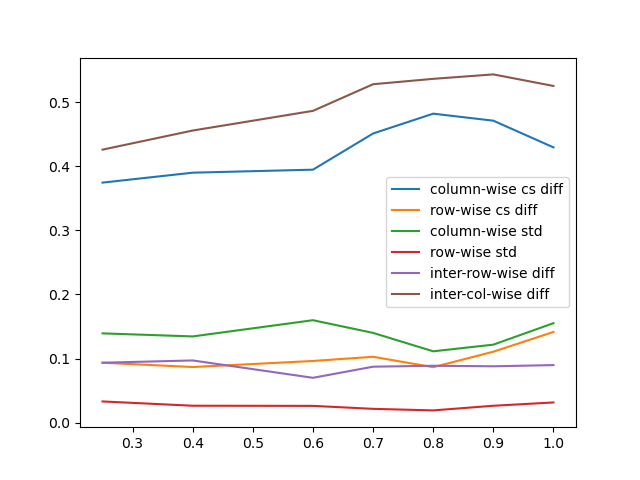 0.5
0.4
0.3
0.2
0.1
0.0
column-wise cs diff
row-wise cs diff
column-wise std
row-wise std
inter-row-wise diff
inter-col-wise diff
0.3 0.4 0.5 0.6 0.7 0.8 0.9 1.0